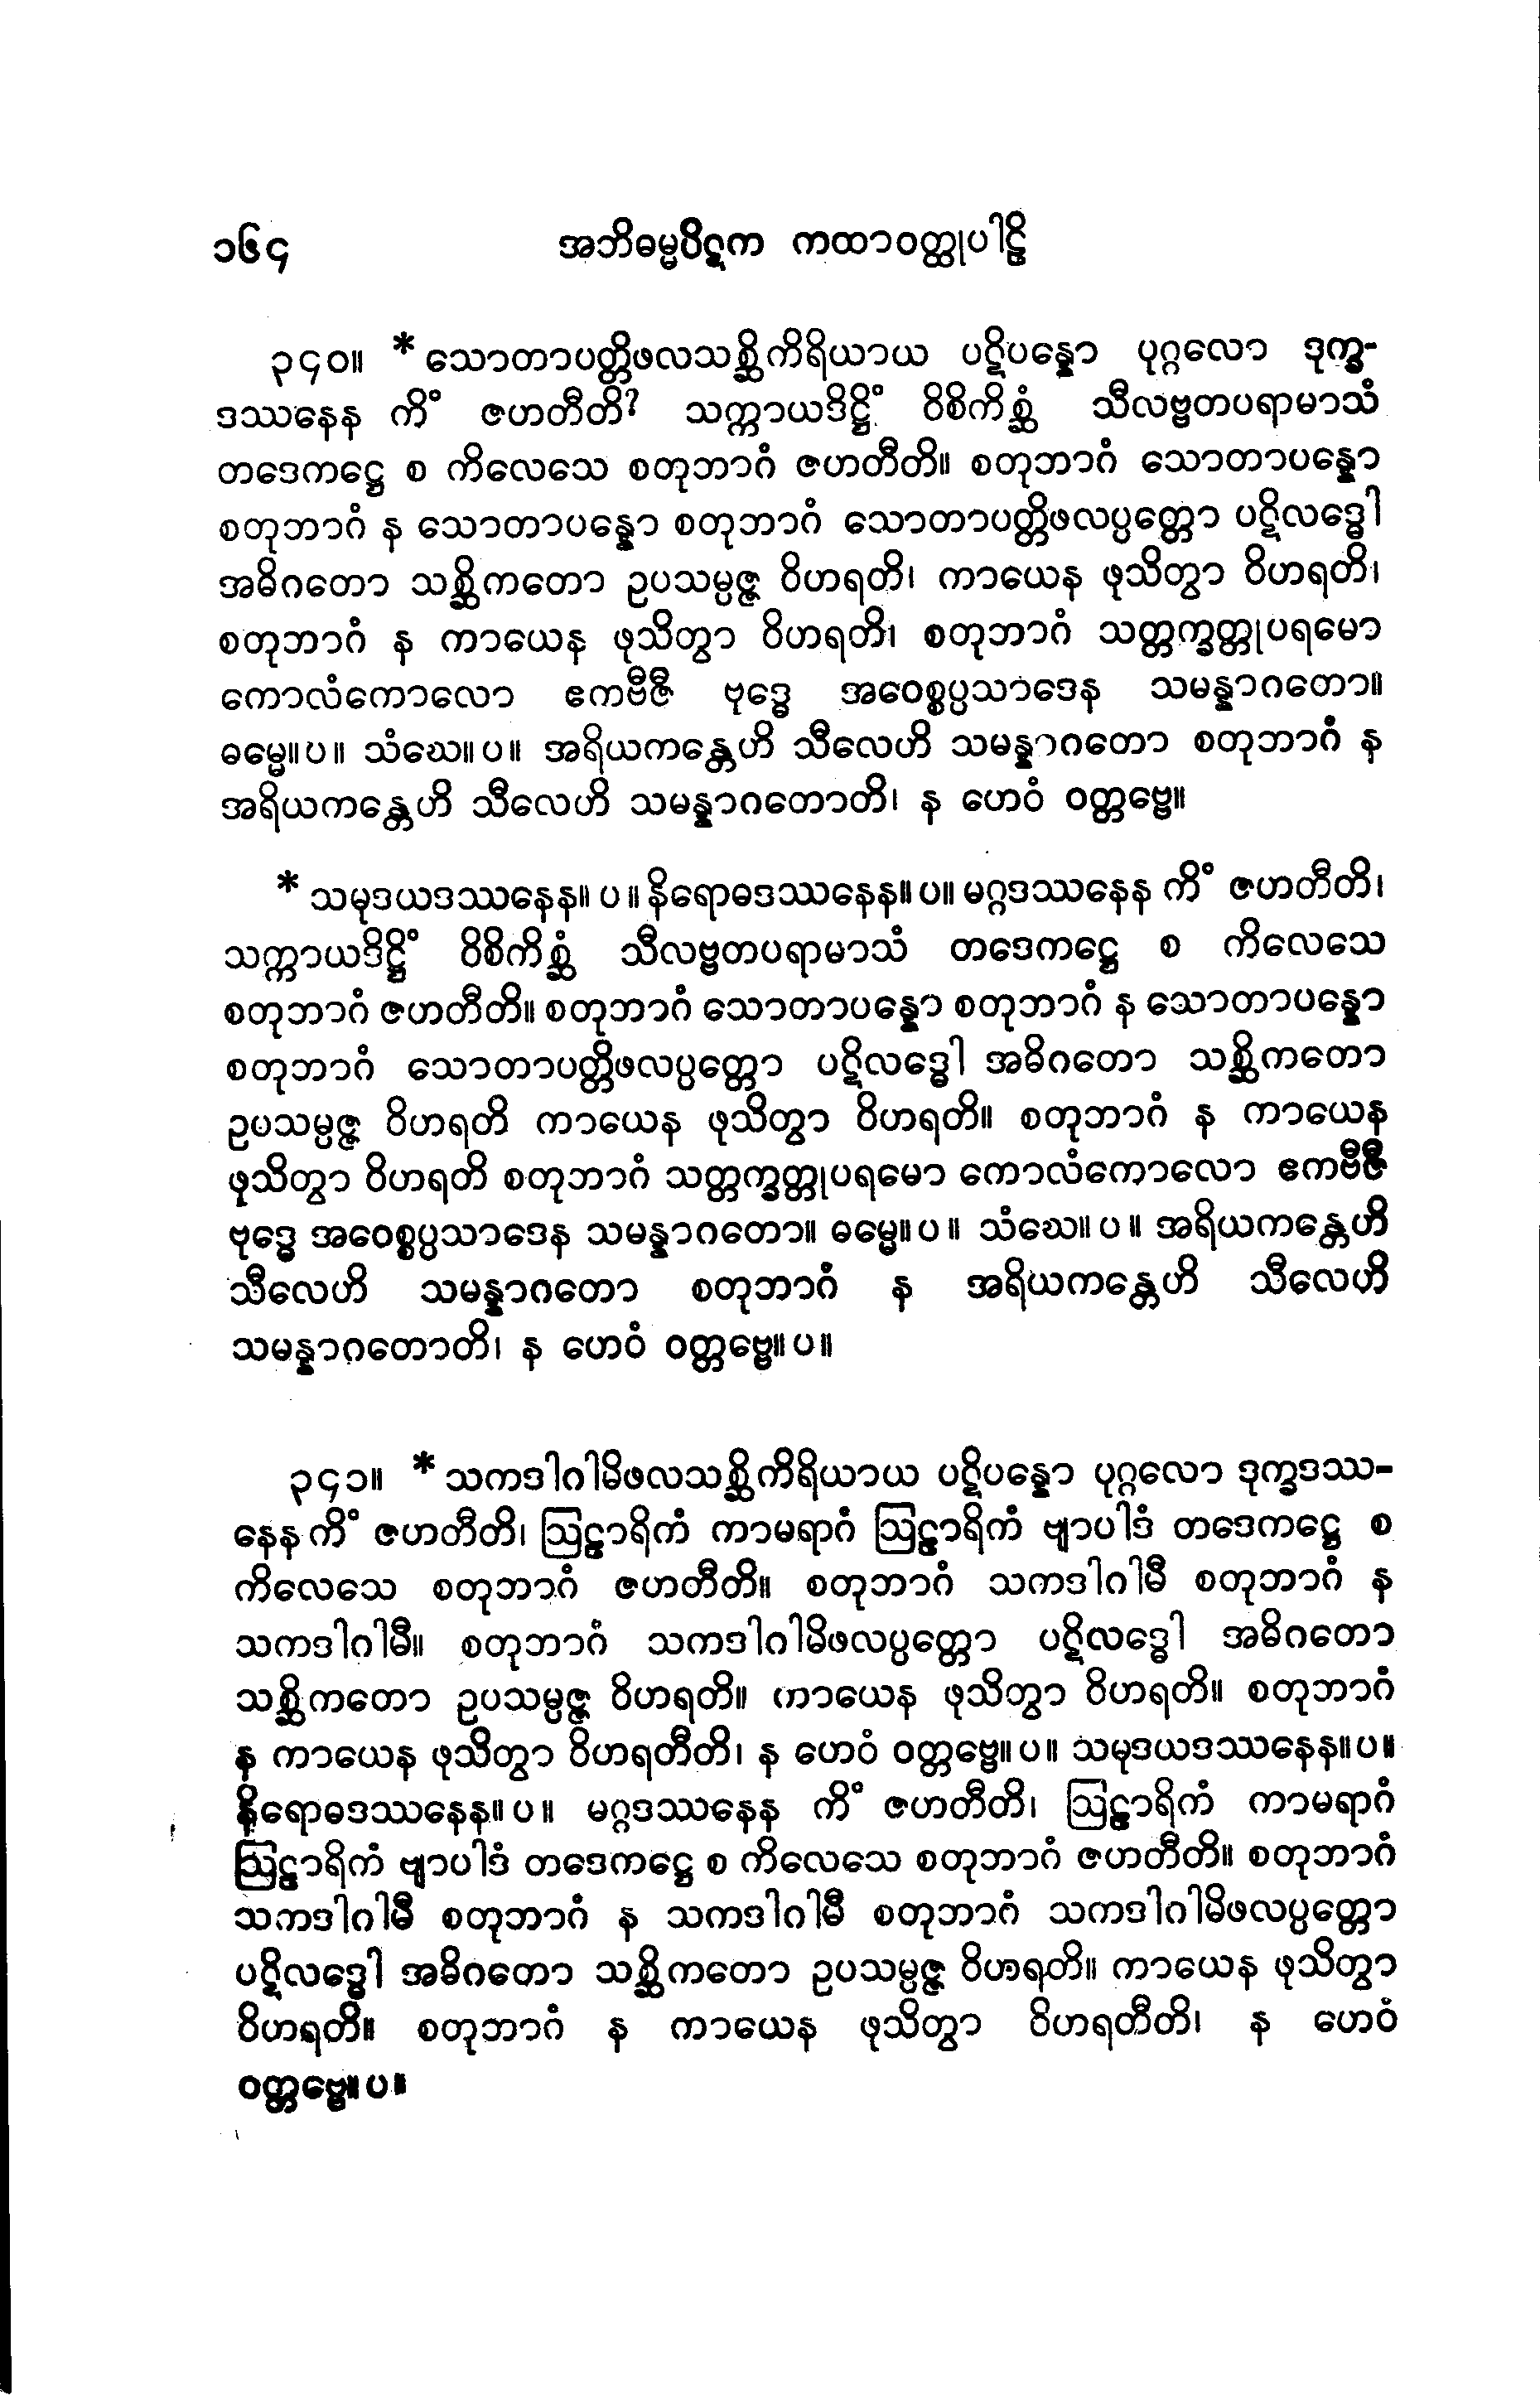 ၁၆၄ အဘိဓမ္မပိဋက ကထာဝတ္ထုပါဠိ
၃၄၀။ * သောတာပတ္တိဖလသစ္ဆိကိရိယာယ ပဋိပန္နော ပုဂ္ဂလော ဒုက္ခ-
ဒဿနေန ကိံ ဇဟတီတိ? သက္ကာယဒိဋ္ဌိံ ဝိစိကိစ္ဆံ သီလဗ္ဗတပရာမာသံ
တဒေကဋ္ဌေ စ ကိလေသေ စတုဘာဂံ ဇဟတီတိ။ စတုဘာဂံ သောတာပန္နော
စတုဘာဂံ န သောတာပန္နော စတုဘာဂံ သောတာပတ္တိဖလပ္ပတ္တော ပဋိလဒ္ဓေါ
အဓိဂတော သစ္ဆိကတော ဥပသမ္ပဇ္ဇ ဝိဟရတိ၊ ကာယေန ဖုသိတွာ ဝိဟရတိ၊
စတုဘာဂံ န ကာယေန ဖုသိတွာ ဝိဟရတိ၊ စတုဘာဂံ သတ္တက္ခတ္တုပရမော
ကောလံကောလော ဧကဗီဇီ ဗုဒ္ဓေ အဝေစ္စပ္ပသာဒေန သမန္နာဂတော။
ဓမ္မေ။ပ။ သံဃေ။ပ။ အရိယကန္တေဟိ သီလေဟိ သမန္နာဂတော စတုဘာဂံ န
အရိယကန္တေဟိ သီလေဟိ သမန္နာဂတောတိ၊ န ဟေဝံ ဝတ္တဗ္ဗေ။
* သမုဒယဒဿနေန။ ပ ။ နိရောဓဒဿနေန။ ပ။ မဂ္ဂဒဿနေန ကိံ ဇဟတီတိ၊
သက္ကာယဒိဋ္ဌိံ ဝိစိကိစ္ဆံ သီလဗ္ဗတပရာမာသံ တဒေကဋ္ဌေ စ ကိလေသေ
စတုဘာဂံ ဇဟတီတိ။ စတုဘာဂံ သောတာပန္နော စတုဘာဂံ န သောတာပန္နော
စတုဘာဂံ သောတာပတ္တိဖလပ္ပတ္တော ပဋိလဒ္ဓေါ အဓိဂတော သစ္ဆိကတော
ဥပသမ္ပဇ္ဇ ဝိဟရတိ ကာယေန ဖုသိတွာ ဝိဟရတိ။ စတုဘာဂံ န ကာယေန
ဖုသိတွာ ဝိဟရတိ စတုဘာဂံ သတ္တက္ခတ္တုပရမော ကောလံကောလော ဧကဗီဇီ
ဗုဒ္ဓေ အဝေစ္စပ္ပသာဒေန သမန္နာဂတော။ ဓမ္မေ။ပ။ သံဃေ။ပ။ အရိယကန္တေဟိ
သီလေဟိ သမန္နာဂတော စတုဘာဂံ န အရိယကန္တေဟိ သီလေဟိ
သမန္နာဂတောတိ၊ န ဟေဝံ ဝတ္တဗ္ဗေ။ပ။
၃၄၁။ * သကဒါဂါမိဖလသစ္ဆိကိရိယာယ ပဋိပန္နော ပုဂ္ဂလော ဒုက္ခဒဿ-
နေန ကိံ ဇဟတီတိ၊ ဩဠာရိကံ ကာမရာဂံ ဩဠာရိကံ ဗျာပါဒံ တဒေကဋ္ဌေ စ
ကိလေသေ စတုဘာဂံ ဇဟတီတိ။ စတုဘာဂံ သကဒါဂါမီ စတုဘာဂံ န
သကဒါဂါမီ။ စတုဘာဂံ သကဒါဂါမိဖလပ္ပတ္တော ပဋိလဒ္ဓေါ အဓိဂတော
သစ္ဆိကတော ဥပသမ္ပဇ္ဇ ဝိဟရတိ။ ကာယေန ဖုသိတွာ ဝိဟရတိ။ စတုဘာဂံ
န ကာယေန ဖုသိတွာ ဝိဟရတီတိ၊ န ဟေဝံ ဝတ္တဗ္ဗေ။ပ။ သမုဒယဒဿနေန။ပ။
နိရောဓဒဿနေန။ပ။ မဂ္ဂဒဿနေန ကိံ ဇဟတီတိ၊ ဩဠာရိကံ ကာမရာဂံ
ဩဠာရိကံ ဗျာပါဒံ တဒေကဋ္ဌေ စ ကိလေသေ စတုဘာဂံ ဇဟတီတိ။ စတုဘာဂံ
သကဒါဂါမီ စတုဘာဂံ န သကဒါဂါမီ စတုဘာဂံ သကဒါဂါမိဖလပ္ပတ္တော
ပဋိလဒ္ဓေါ အဓိဂတော သစ္ဆိကတော ဥပသမ္ပဇ္ဇ ဝိဟရတိ။ ကာယေန ဖုသိတွာ
ဝိဟရတိ။ စတုဘာဂံ န ကာယေန ဖုသိတွာ ဝိဟရတီတိ၊ န ဟေဝံ
ဝတ္တဗ္ဗေ။ပ။